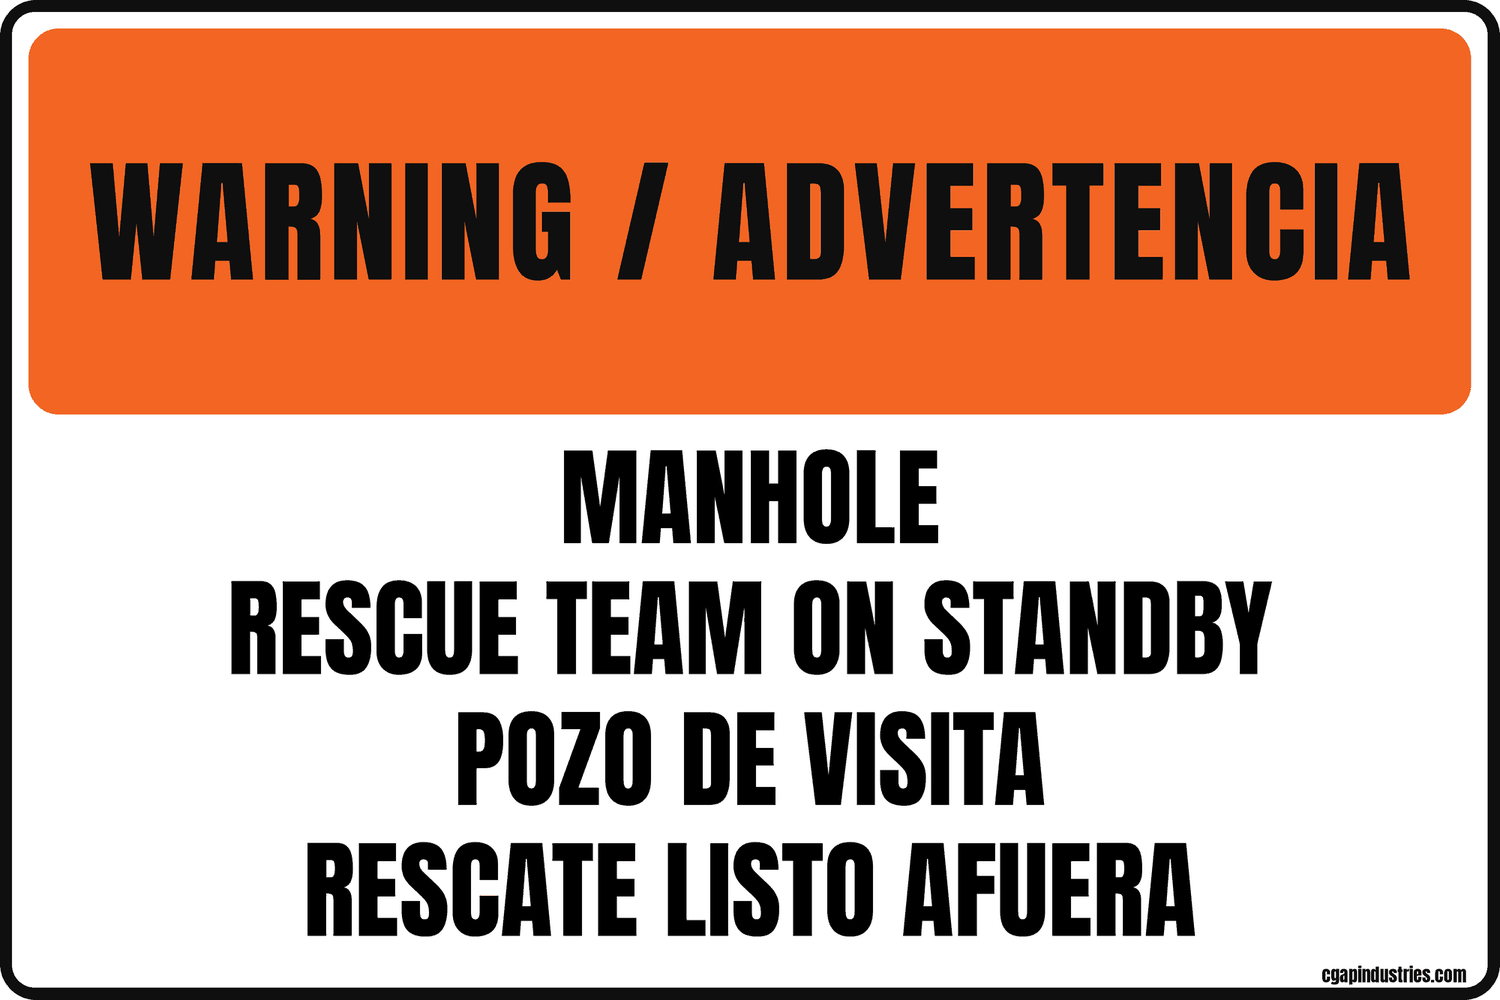 WARNING / ADVERTENCIA
MANHOLE
RESCUE TEAM ON STANDBY
POZO DE VISITA
RESCATE LISTO AFUERA
cgapindustries.com